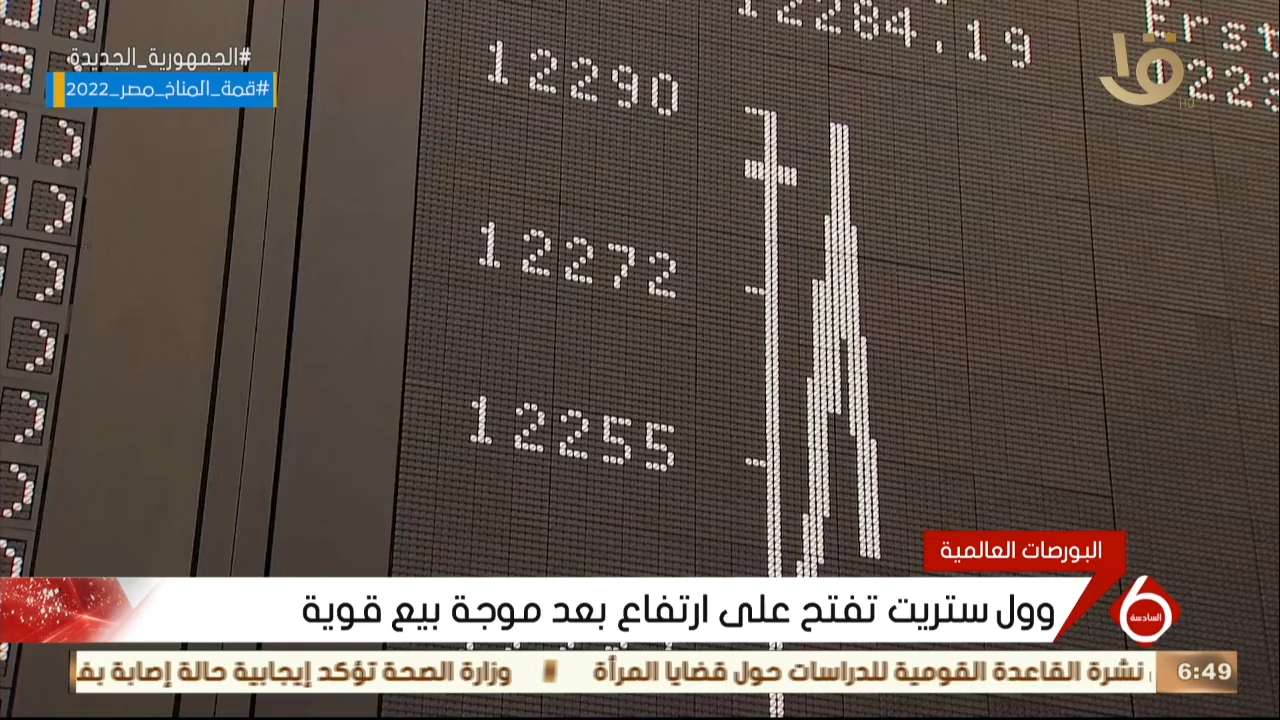 #الجمهورية_الجديدة
#قمة_المناخ_مصر_2022
12284.19
Erst
12290
12272
12255
البورصات العالمية
السادسة
وول ستريت تفتح على ارتفاع بعد موجة بيع قوية
نشرة القاعدة القومية للدراسات حول قضايا المرأة
وزارة الصحة تؤكد إيجابية حالة إصابة
6:49